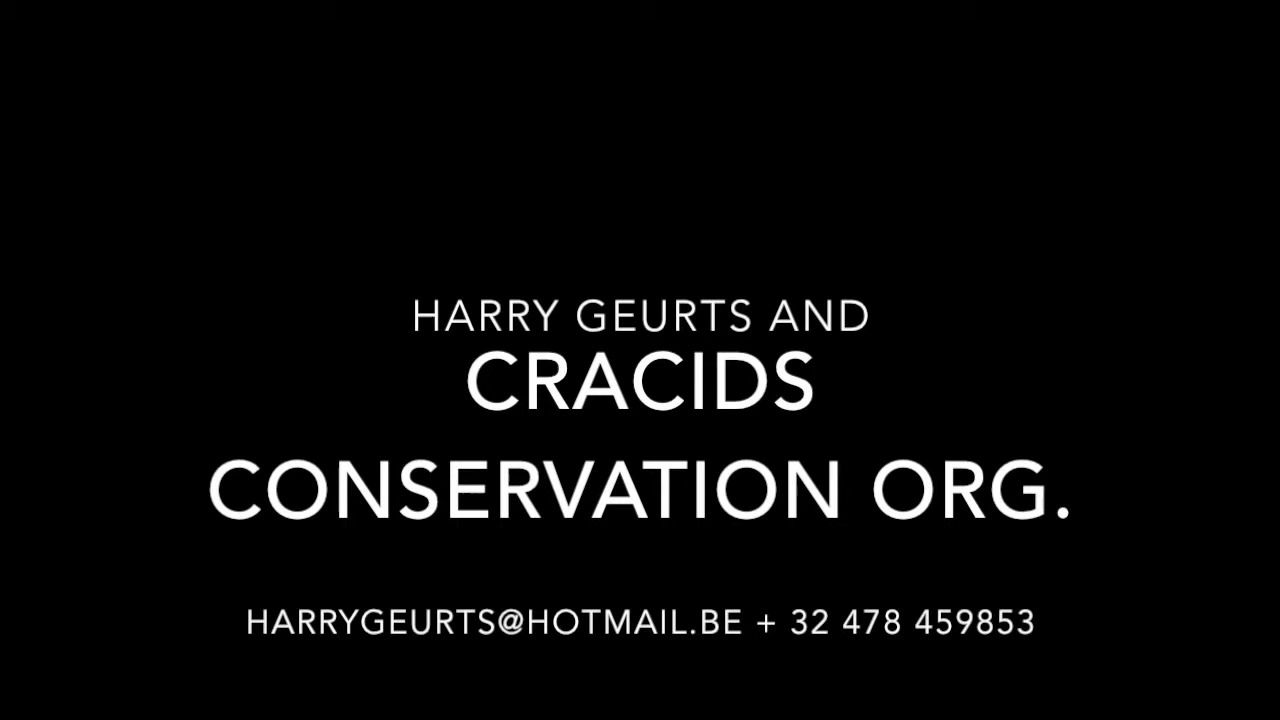 HARRY GEURTS AND
CRACIDS
CONSERVATION ORG.
HARRYGEURTS@HOTMAIL.BE + 32 478 459853